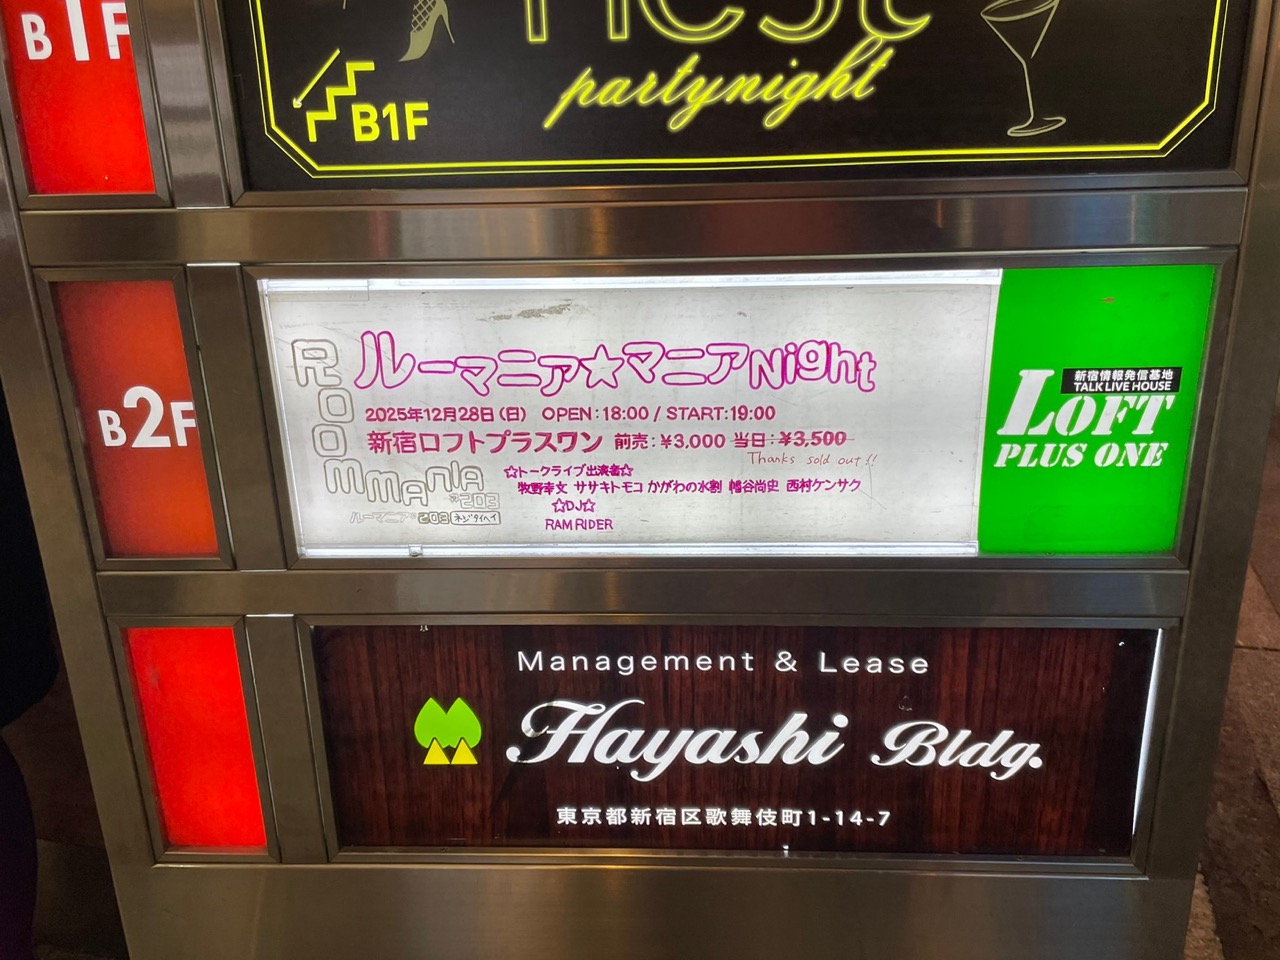 B1F
partynight
B1F
B2F
ROOMMANIA
#203
ルーマニア#203 ネジタイヘイ
ルーマニア☆マニアNight
2025年12月28日(日) OPEN:18:00 / START:19:00
新宿ロフトプラスワン 前売:¥3,000 当日:¥3,500
Thanks sold out!!
☆トークライブ出演者☆
牧野幸文 ササキトモコ かがわの水割 幡谷尚史 西村ケンサク
☆DJ☆
RAM RIDER
新宿情報発信基地
TALK LIVE HOUSE
LOFT
PLUS ONE
Management & Lease
Hayashi Bldg.
東京都新宿区歌舞伎町1-14-7